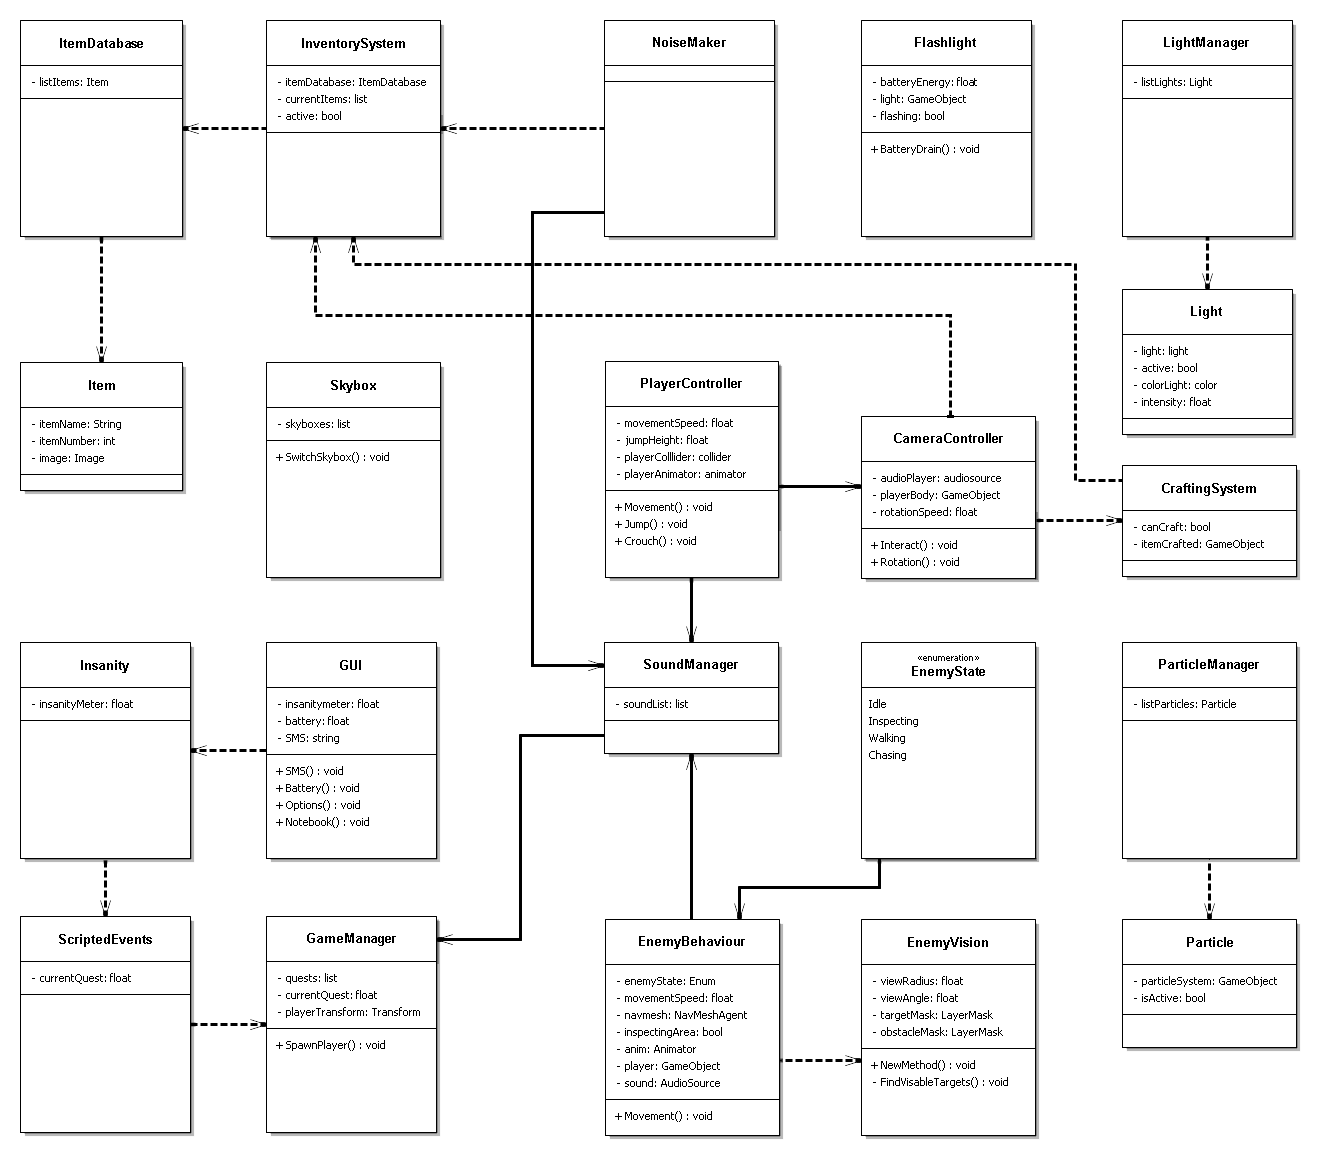 ItemDatabase
- listItems: Item
InventorySystem
- itemDatabase: ItemDatabase
- currentItems: list
- active: bool
NoiseMaker
Flashlight
- batteryEnergy: float
- light: GameObject
- flashing: bool
+ BatteryDrain() : void
LightManager
- listLights: Light
Light
- light: light
- active: bool
- colorLight: color
- intensity: float
Item
- itemName: String
- itemNumber: int
- image: Image
Skybox
- skyboxes: list
+ SwitchSkybox() : void
PlayerController
- movementSpeed: float
- jumpHeight: float
- playerColllider: collider
- playerAnimator: animator
+ Movement() : void
+ Jump() : void
+ Crouch() : void
CameraController
- audioPlayer: audiosource
- playerBody: GameObject
- rotationSpeed: float
+ Interact() : void
+ Rotation() : void
CraftingSystem
- canCraft: bool
- itemCrafted: GameObject
Insanity
- insanityMeter: float
GUI
- insanitymeter: float
- battery: float
- SMS: string
+ SMS() : void
+ Battery() : void
+ Options() : void
+ Notebook() : void
SoundManager
- soundList: list
«enumeration»
EnemyState
Idle
Inspecting
Walking
Chasing
ParticleManager
- listParticles: Particle
ScriptedEvents
- currentQuest: float
GameManager
- quests: list
- currentQuest: float
- playerTransform: Transform
+ SpawnPlayer() : void
EnemyBehaviour
- enemyState: Enum
- movementSpeed: float
- navmesh: NavMeshAgent
- inspectingArea: bool
- anim: Animator
- player: GameObject
- sound: AudioSource
+ Movement() : void
EnemyVision
- viewRadius: float
- viewAngle: float
- targetMask: LayerMask
- obstacleMask: LayerMask
+ NewMethod() : void
- FindVisableTargets() : void
Particle
- particleSystem: GameObject
- isActive: bool